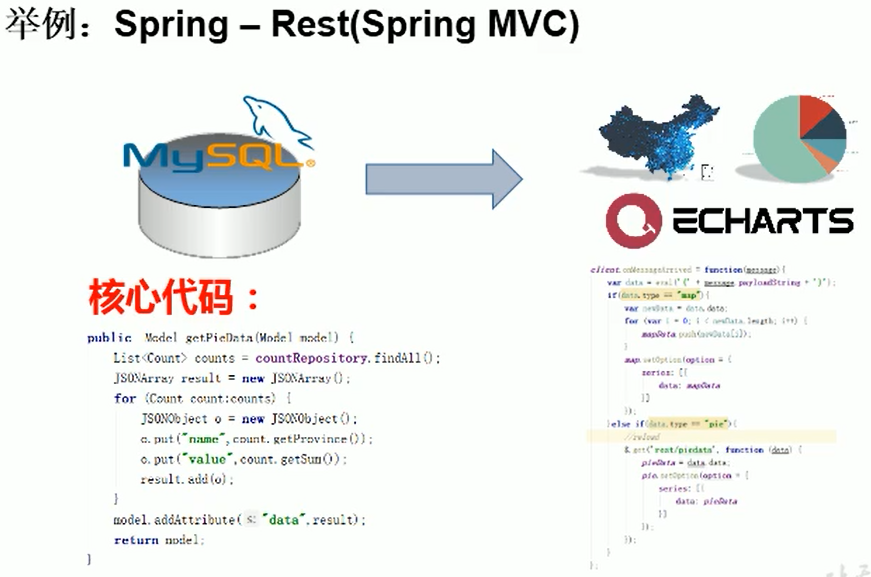 举例：Spring – Rest(Spring MVC)
MySQL®
ECHARTS
核心代码：
public Model getPieData(Model model) {
List<Count> counts = countRepository.findAll();
JSONArray result = new JSONArray();
for (Count count:counts) {
JSONObject o = new JSONObject();
o.put("name",count.getProvince());
o.put("value",count.getSum());
result.add(o);
}
model.addAttribute( s: "data",result);
return model;
}
client.onMessageArrived = function(message){
var data = eval("(" + message.payloadString + ")");
if(data.type == "map"){
var newData = data.data;
for (var i = 0; i < newData.length; i++) {
mapData.push(newData[i]);
}
map.setOption(option = {
series: [{
data: mapData
}]
});
}else if(data.type == "pie"){
//reload
$.get("rest/piedata", function (data) {
pieData = data.data;
pie.setOption(option = {
series: [{
data: pieData
}]
});
});
}
};